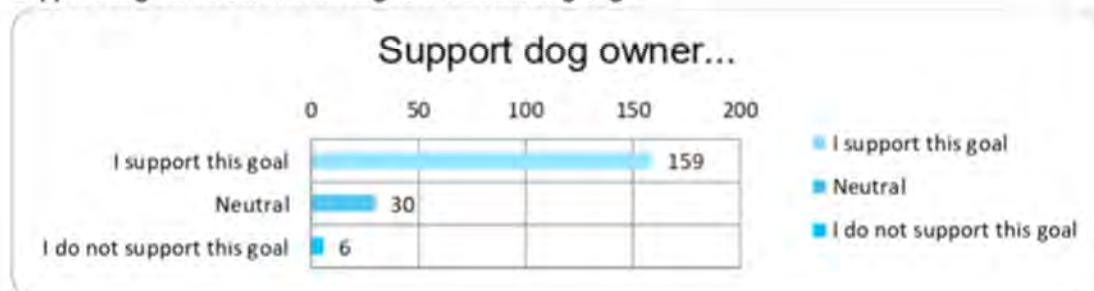 Support dog owner...
0 50 100 150 200
I support this goal 159
Neutral 30
I do not support this goal 6
I support this goal
Neutral
I do not support this goal